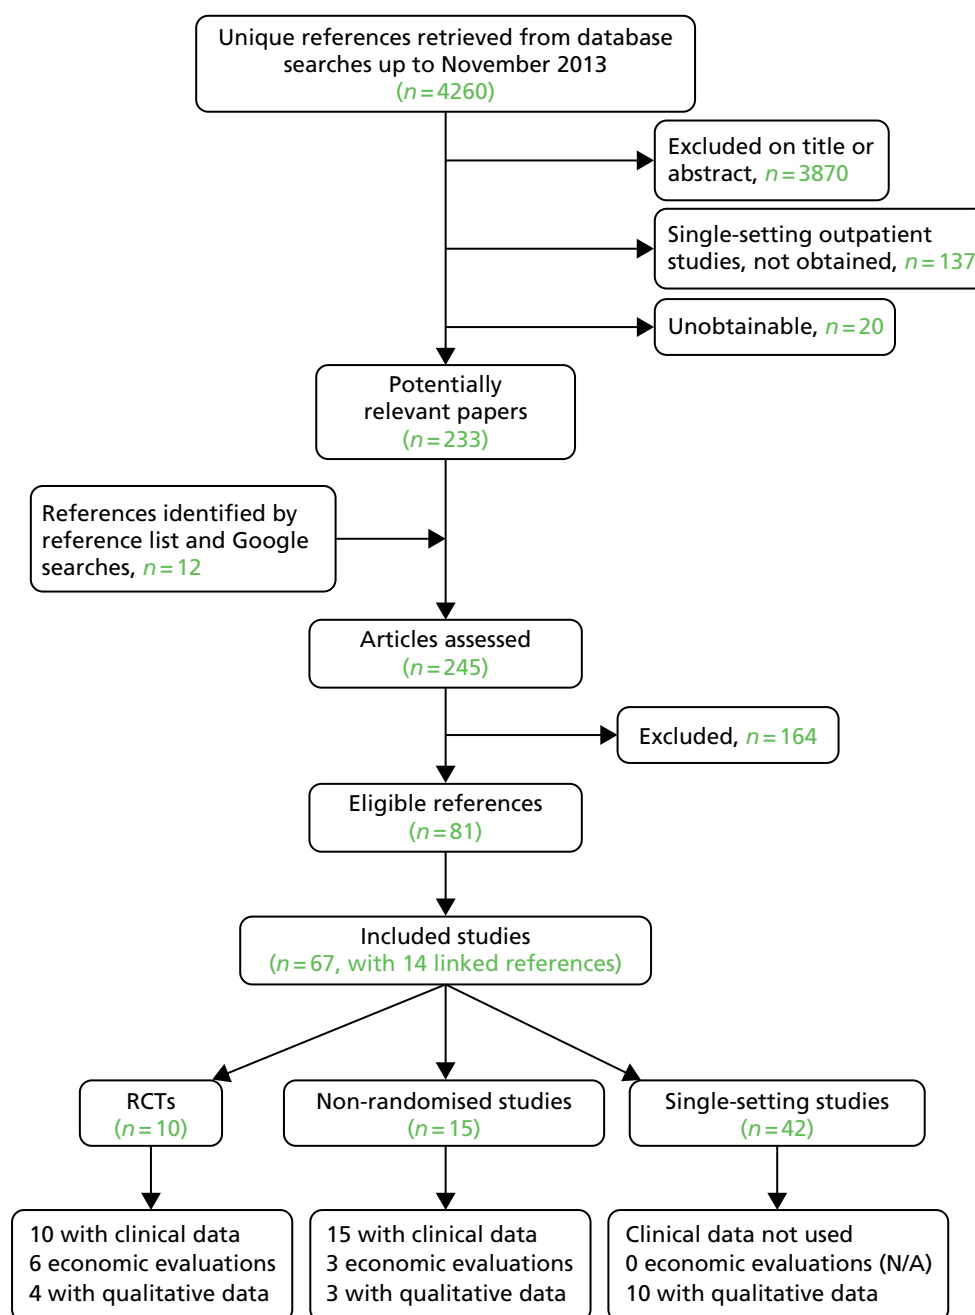 Unique references retrieved from database
searches up to November 2013
(n=4260)
Excluded on title or
abstract, n=3870
Single-setting outpatient
studies, not obtained, n=137
Unobtainable, n=20
Potentially
relevant papers
(n=233)
References identified by
reference list and Google
searches, n=12
Articles assessed
(n=245)
Excluded, n=164
Eligible references
(n=81)
Included studies
(n=67, with 14 linked references)
RCTs
(n=10)
Non-randomised studies
(n=15)
Single-setting studies
(n=42)
10 with clinical data
6 economic evaluations
4 with qualitative data
15 with clinical data
3 economic evaluations
3 with qualitative data
Clinical data not used
0 economic evaluations (N/A)
10 with qualitative data